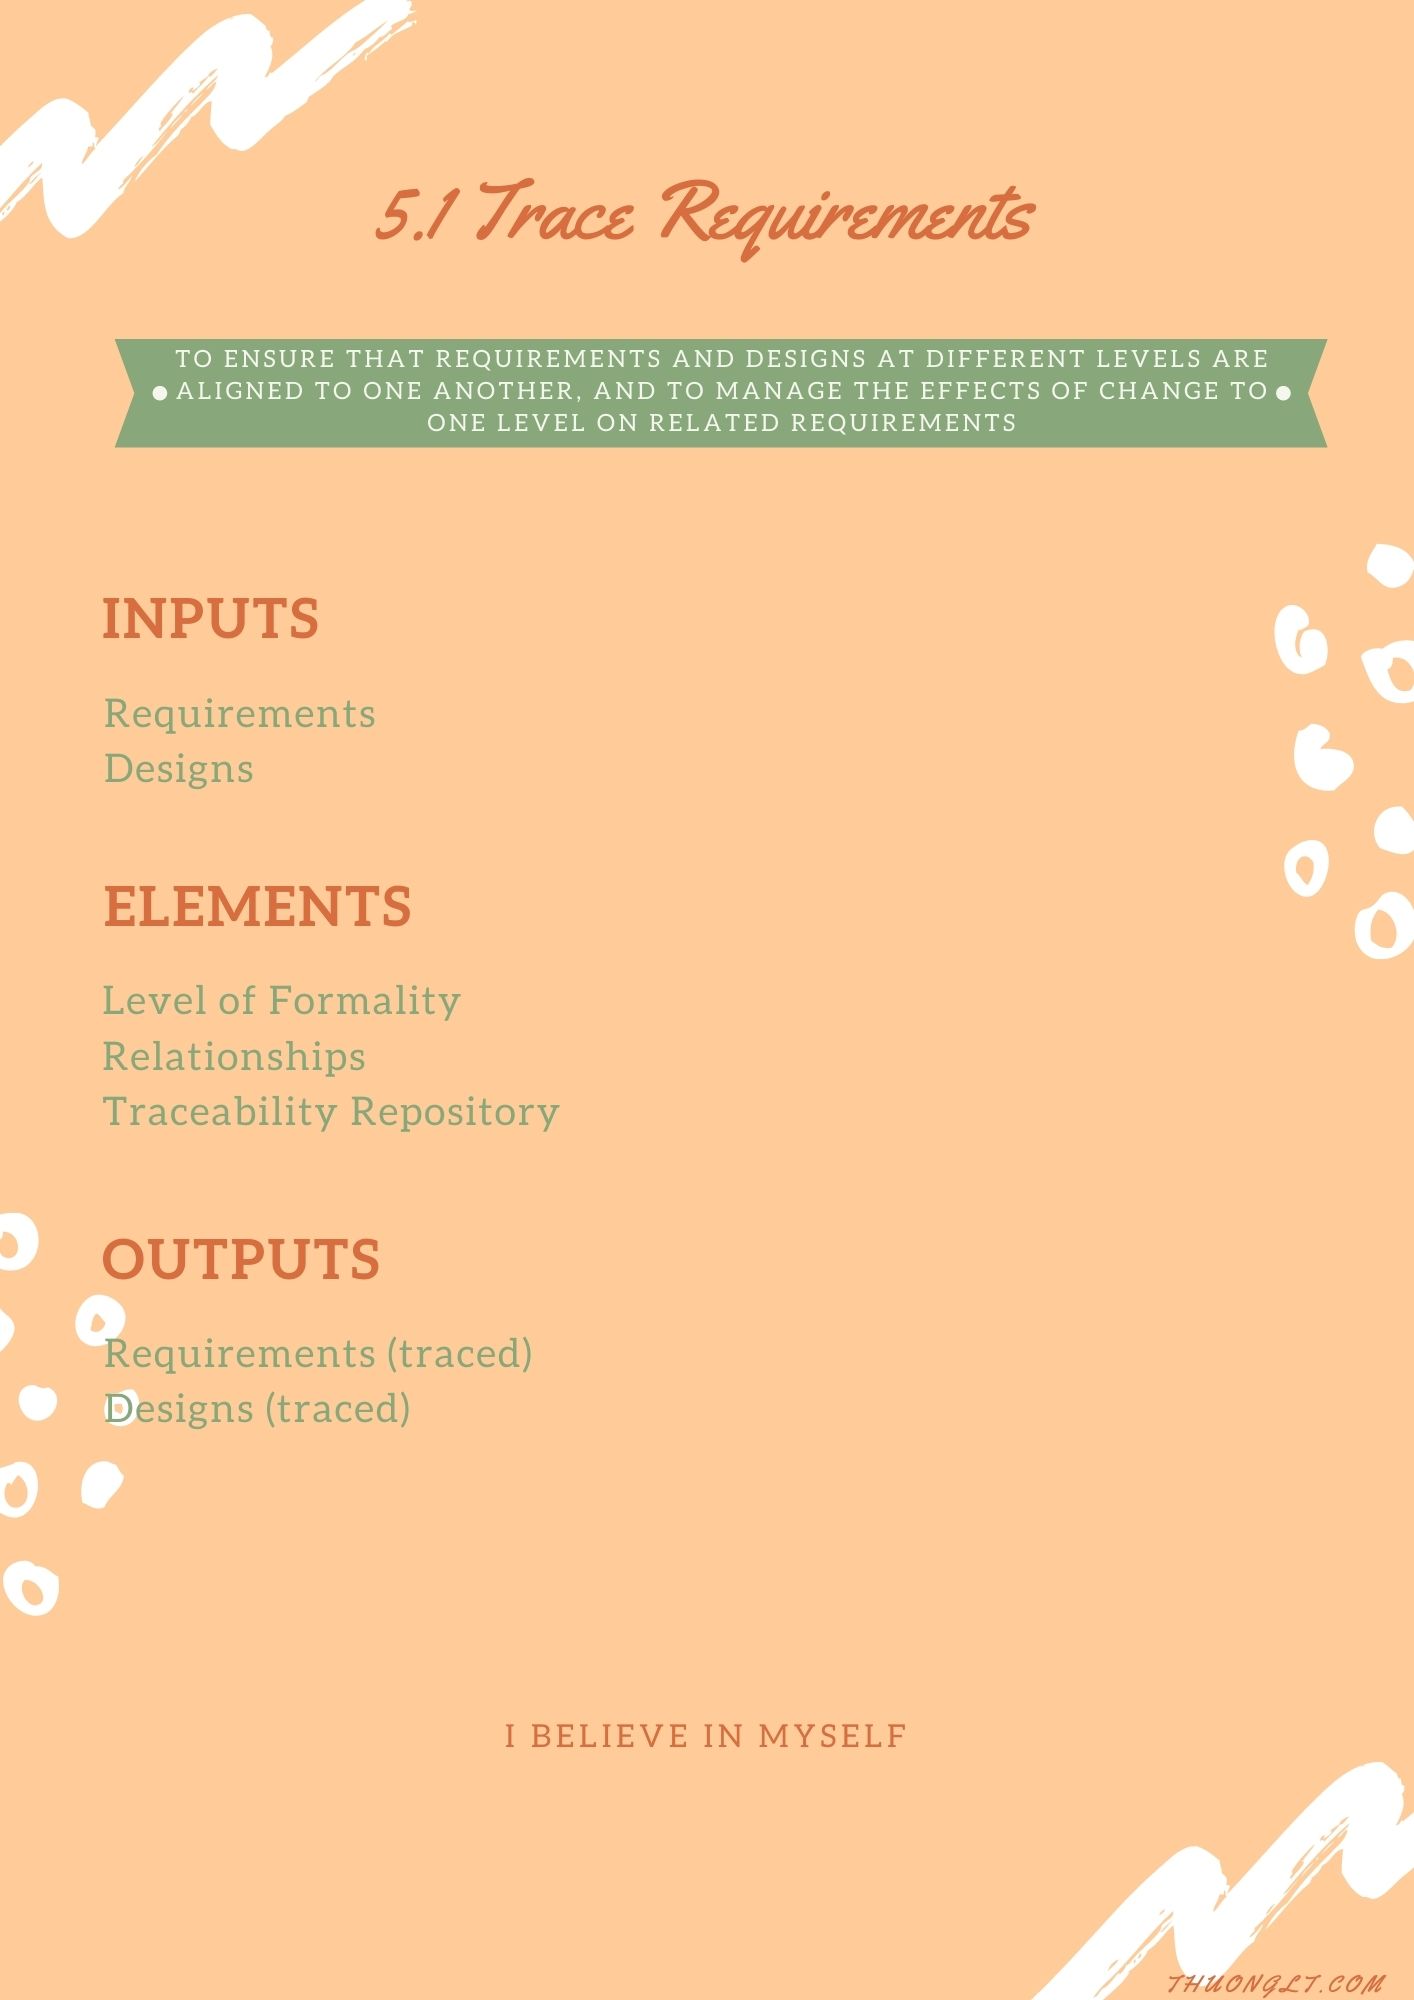 5.1 Trace Requirements
TO ENSURE THAT REQUIREMENTS AND DESIGNS AT DIFFERENT LEVELS ARE
ALIGNED TO ONE ANOTHER, AND TO MANAGE THE EFFECTS OF CHANGE TO
ONE LEVEL ON RELATED REQUIREMENTS
INPUTS
Requirements
Designs
ELEMENTS
Level of Formality
Relationships
Traceability Repository
OUTPUTS
Requirements (traced)
Designs (traced)
I BELIEVE IN MYSELF
THUONGLT.COM